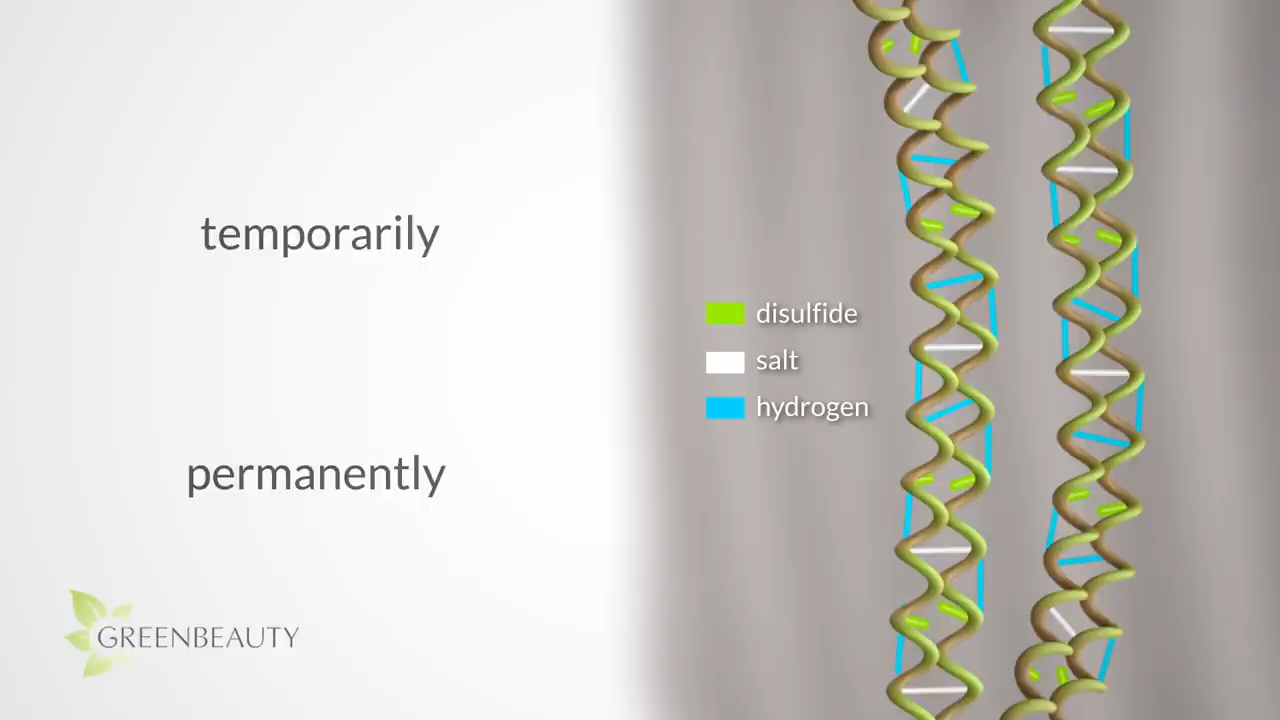 temporarily
disulfide
salt
hydrogen
permanently
GREENBEAUTY